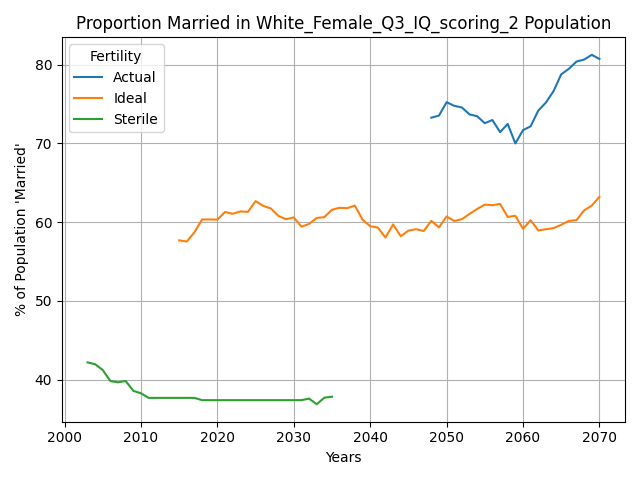 Proportion Married in White_Female_Q3_IQ_scoring_2 Population
% of Population 'Married'
80
70
60
50
40
Fertility
Actual
Ideal
Sterile
2000 2010 2020 2030 2040 2050 2060 2070
Years